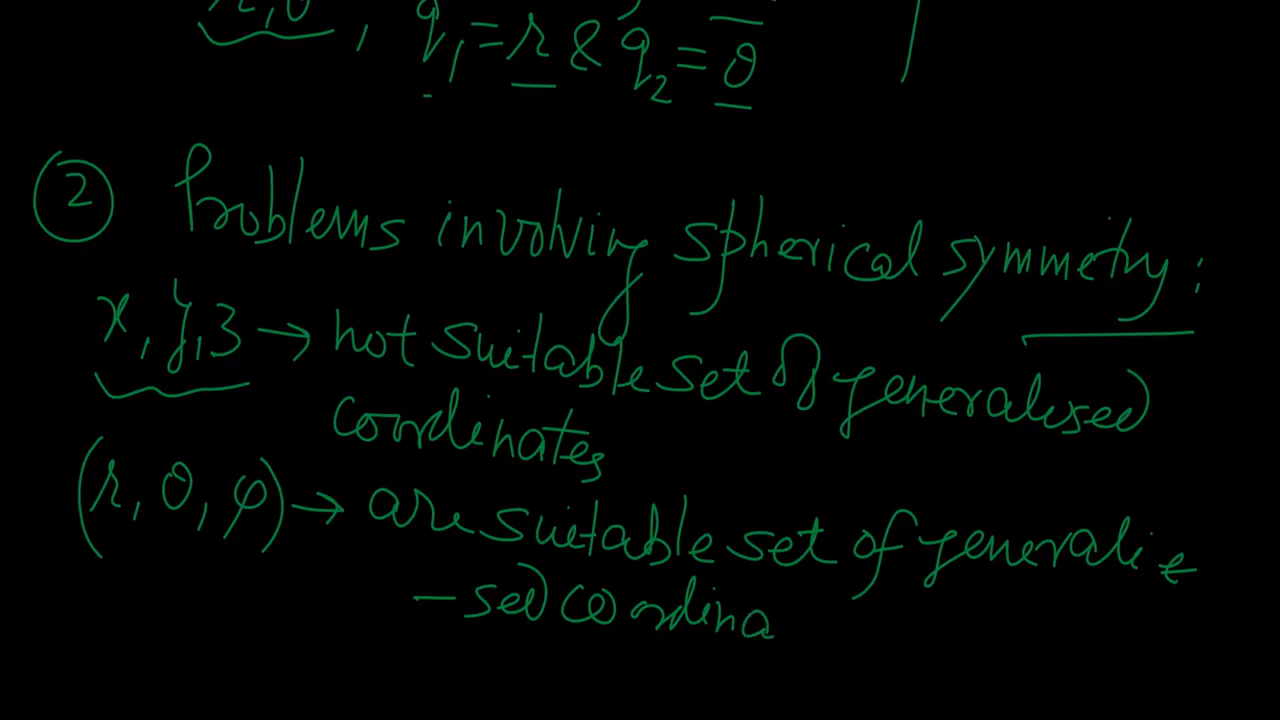 r, θ , q₁ = r & q₂ = θ
② Problems involving spherical symmetry :
x, y, z → not suitable set of generalised
coordinates
(r, θ, φ) → are suitable set of generali
- sed coordina